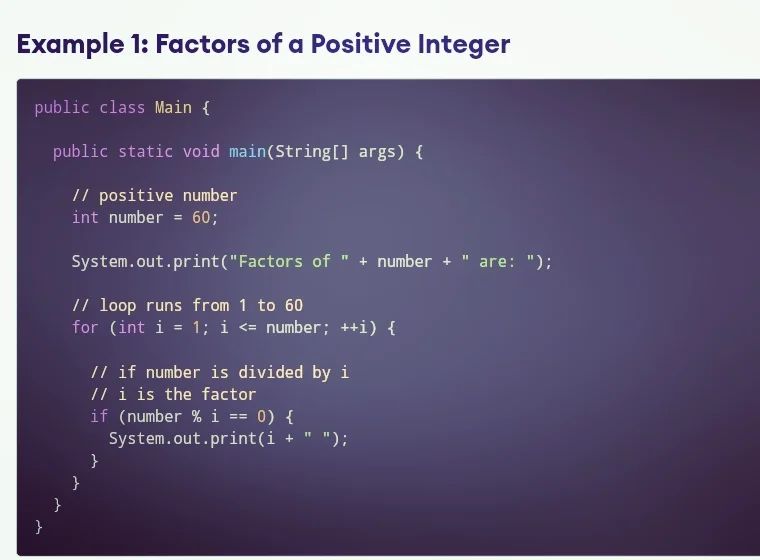 Example 1: Factors of a Positive Integer
public class Main {
  public static void main(String[] args) {
    // positive number
    int number = 60;
    System.out.print("Factors of " + number + " are: ");
    // loop runs from 1 to 60
    for (int i = 1; i <= number; ++i) {
      // if number is divided by i
      // i is the factor
      if (number % i == 0) {
        System.out.print(i + " ");
      }
    }
  }
}